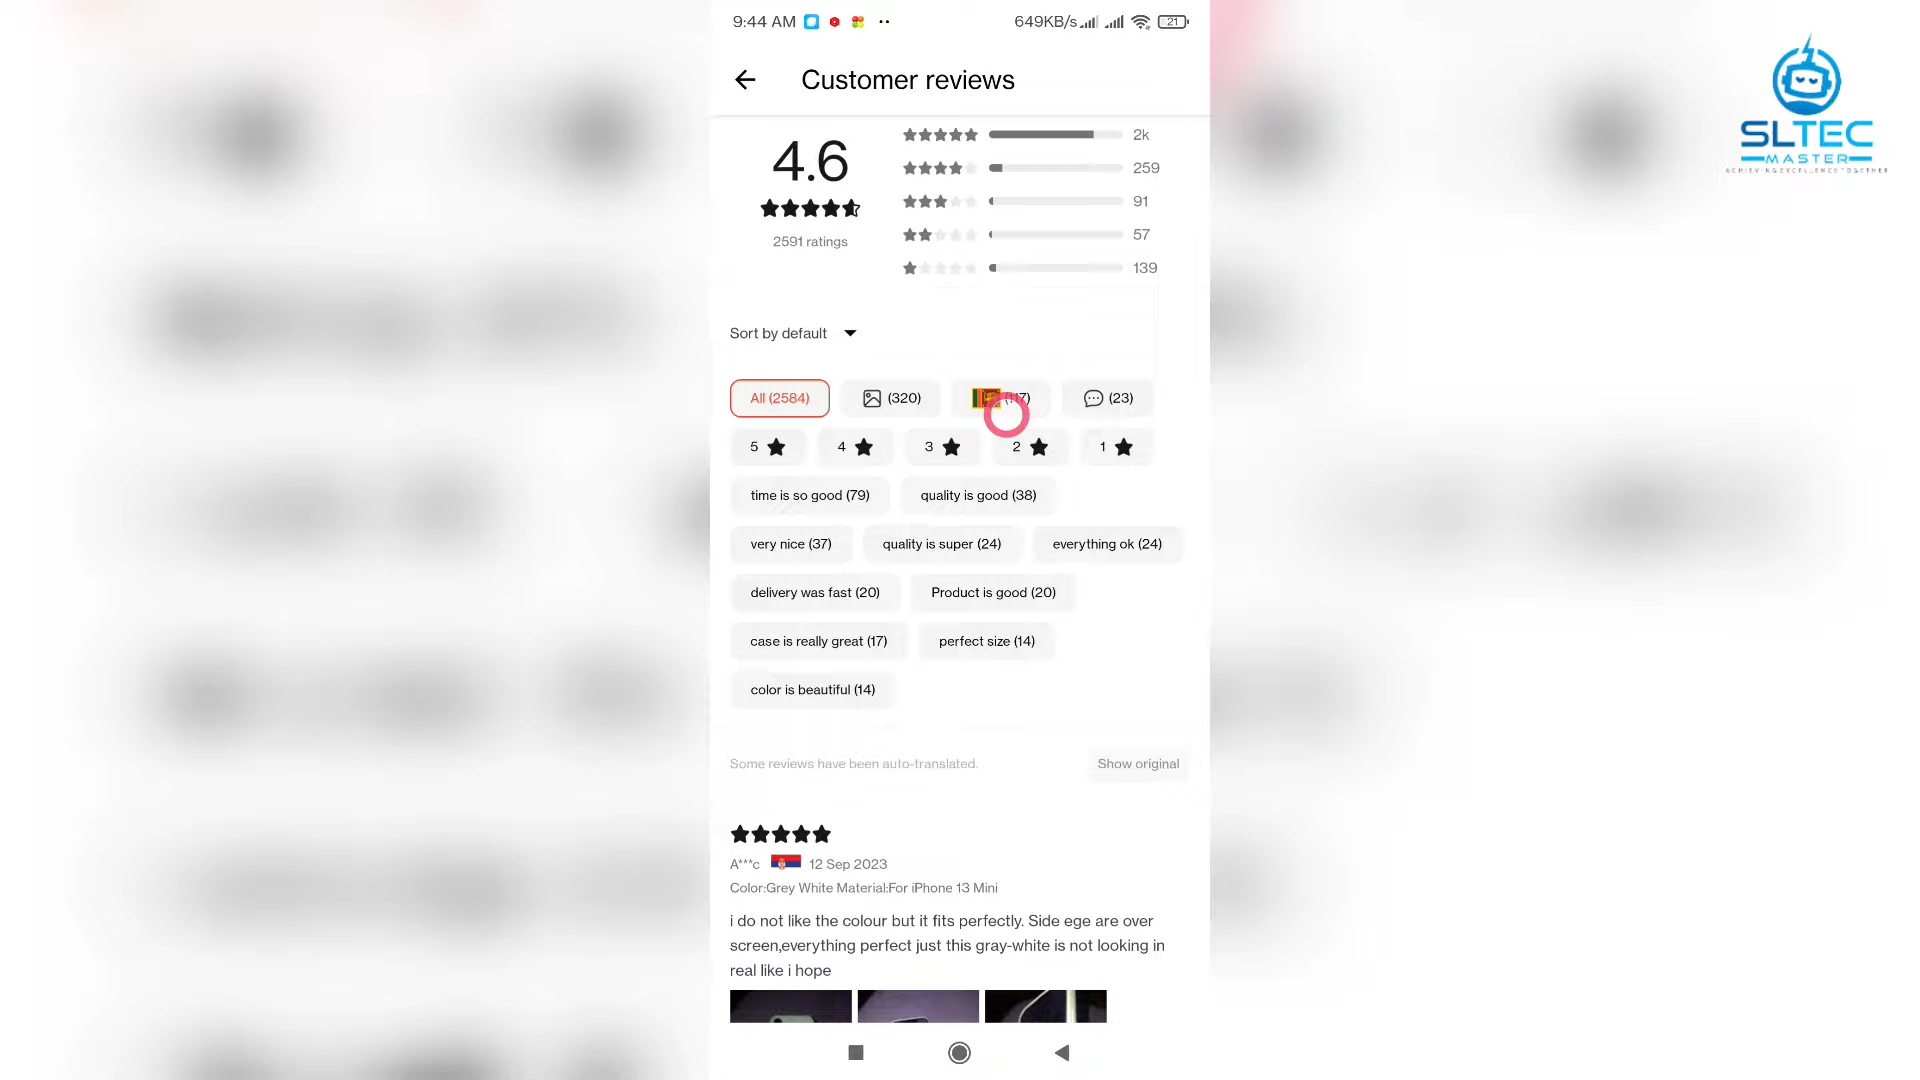 9:44 AM
649KB/s
21
Customer reviews
4.6
2591 ratings
2k
259
91
57
139
Sort by default
All (2584)
(320)
(117)
(23)
5
4
3
2
1
time is so good (79)
quality is good (38)
very nice (37)
quality is super (24)
everything ok (24)
delivery was fast (20)
Product is good (20)
case is really great (17)
perfect size (14)
color is beautiful (14)
Some reviews have been auto-translated.
Show original
A***c
12 Sep 2023
Color:Grey White Material:For iPhone 13 Mini
i do not like the colour but it fits perfectly. Side ege are over
screen,everything perfect just this gray-white is not looking in
real like i hope
SLTEC
MASTER
ACHIEVING EXCELLENCE TOGETHER